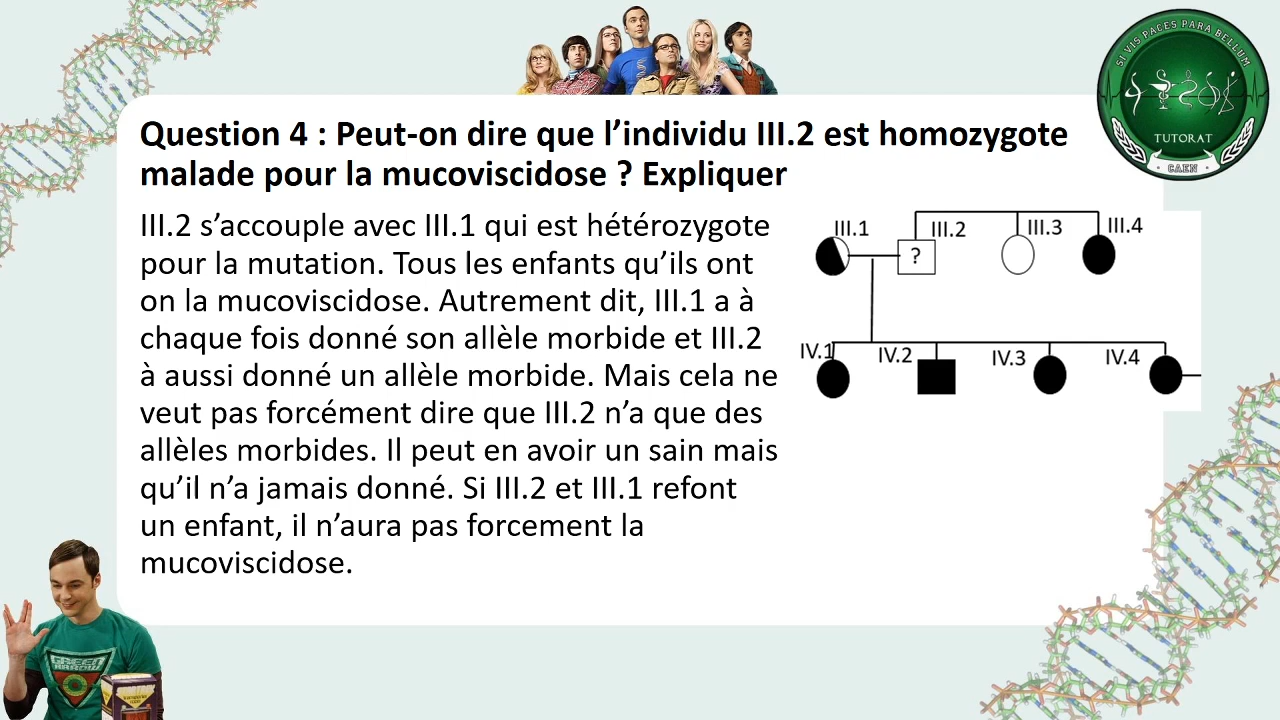 SI VIS PACES PARA BELLUM
TUTORAT
CAEN
Question 4 : Peut-on dire que l’individu III.2 est homozygote
malade pour la mucoviscidose ? Expliquer
III.2 s’accouple avec III.1 qui est hétérozygote
pour la mutation. Tous les enfants qu’ils ont
on la mucoviscidose. Autrement dit, III.1 a à
chaque fois donné son allèle morbide et III.2
à aussi donné un allèle morbide. Mais cela ne
veut pas forcément dire que III.2 n’a que des
allèles morbides. Il peut en avoir un sain mais
qu’il n’a jamais donné. Si III.2 et III.1 refont
un enfant, il n’aura pas forcement la
mucoviscidose.
III.1 III.2 III.3 III.4
?
IV.1 IV.2 IV.3 IV.4
GREEN